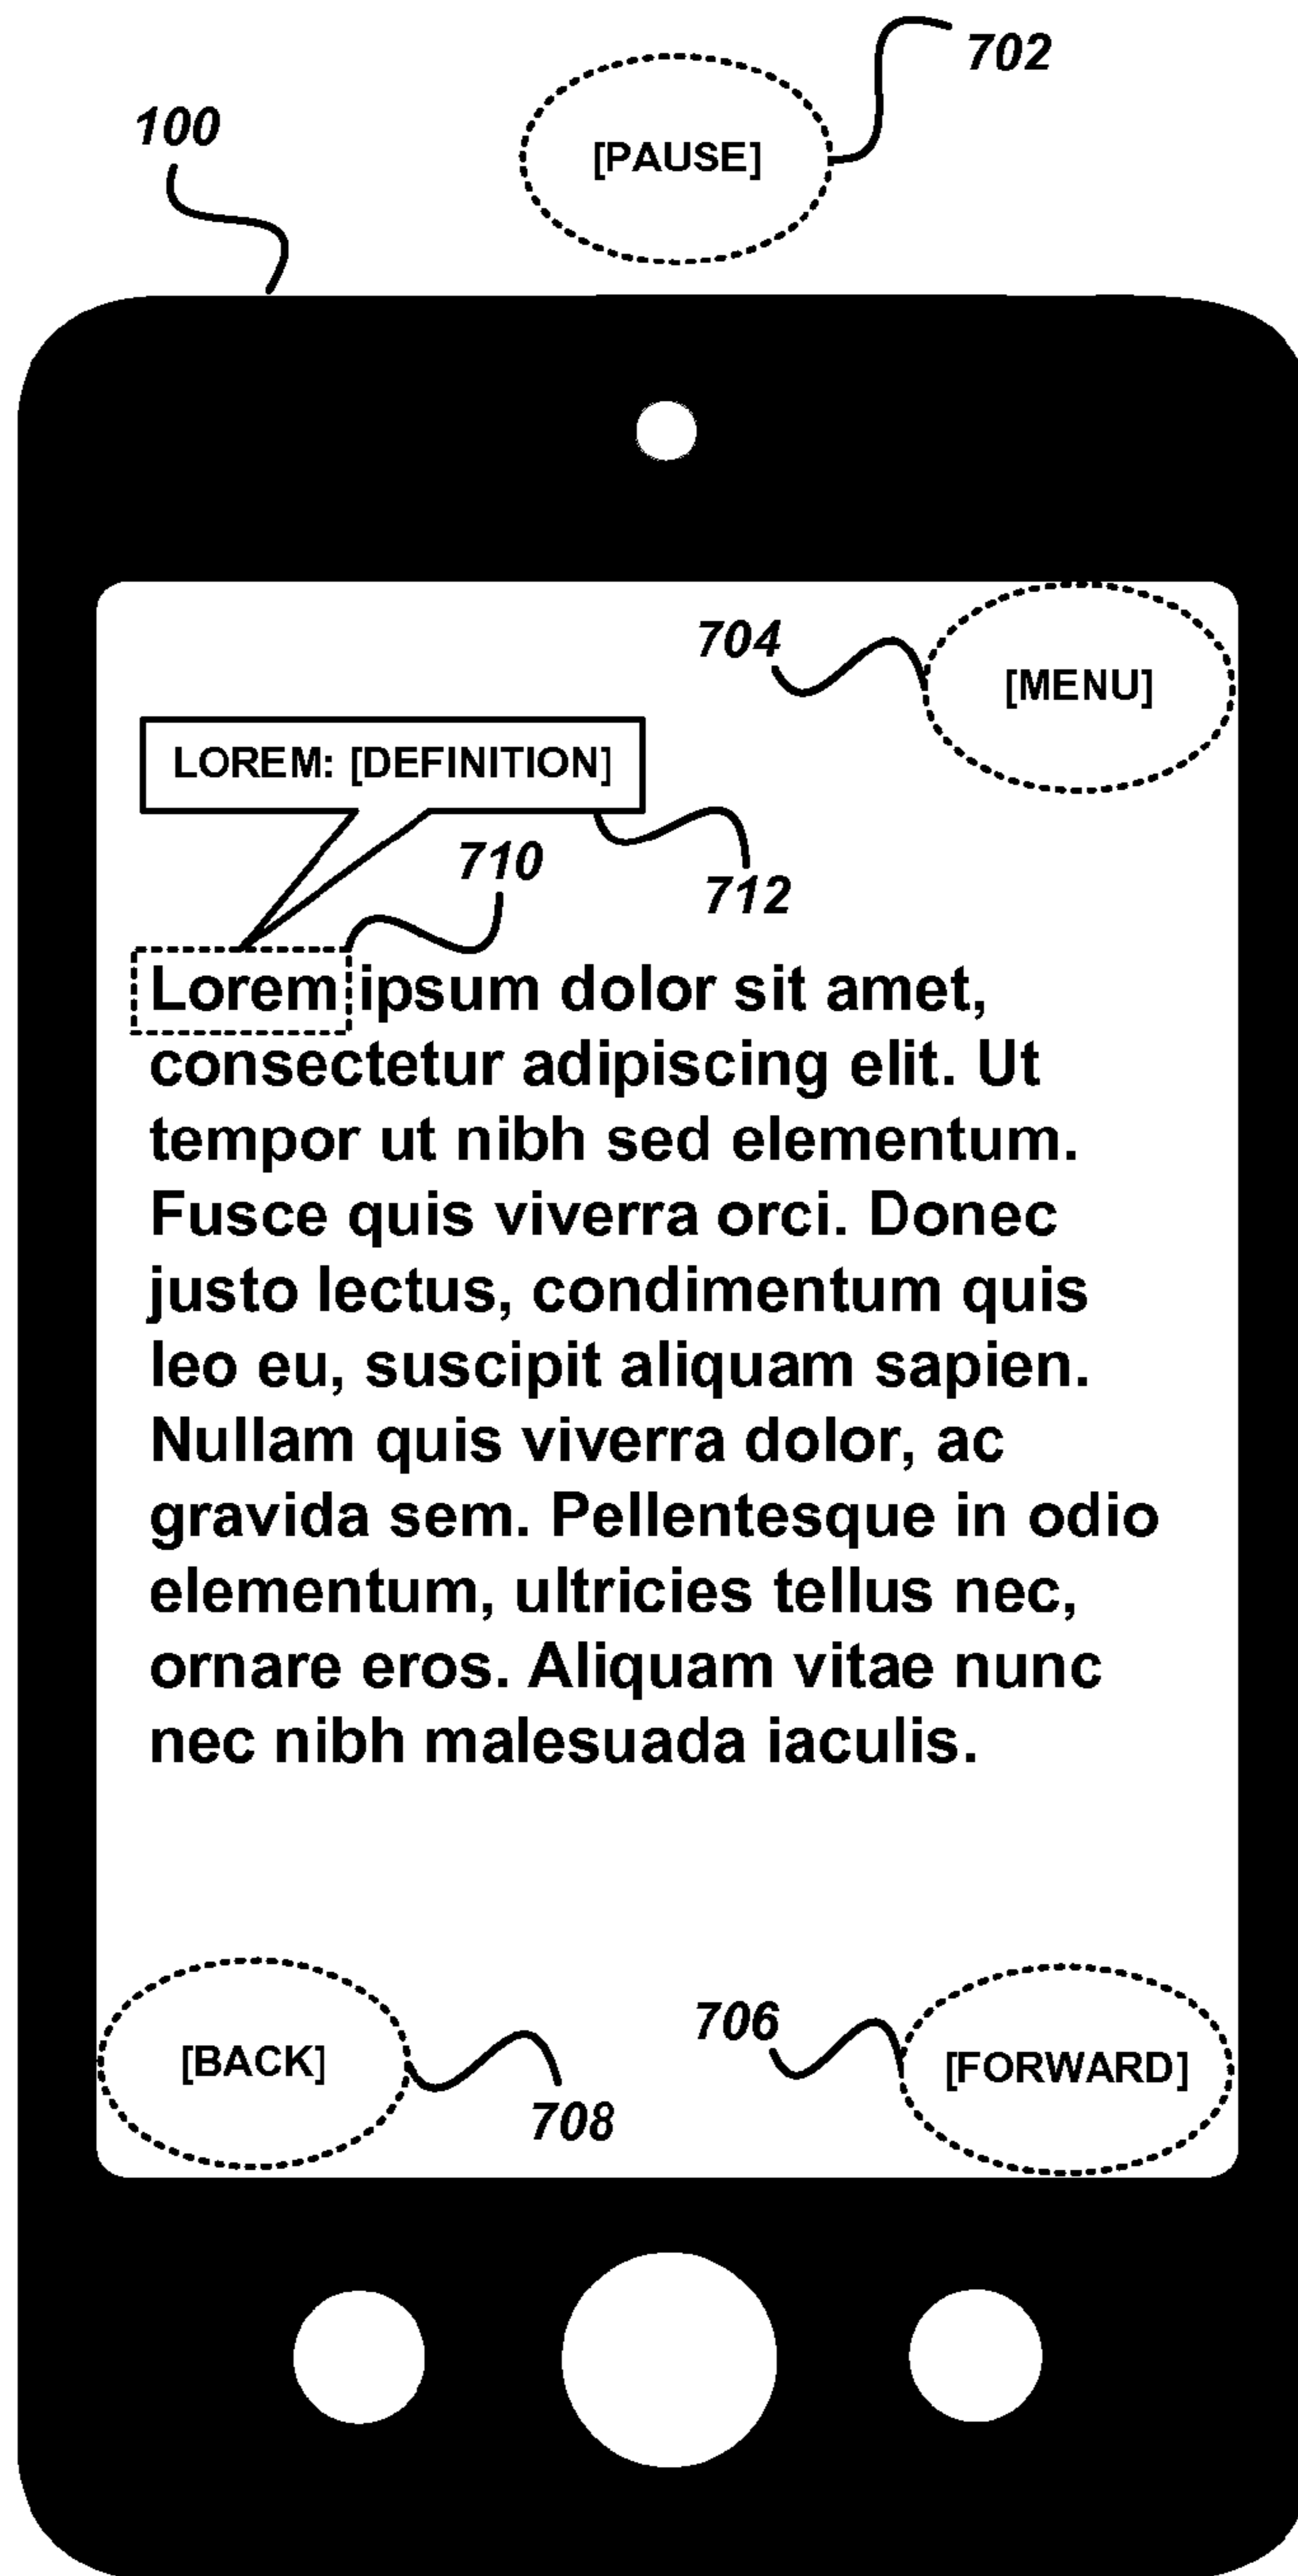 702
100
[PAUSE]
704
[MENU]
LOREM: [DEFINITION]
710
712
Lorem ipsum dolor sit amet,
consectetur adipiscing elit. Ut
tempor ut nibh sed elementum.
Fusce quis viverra orci. Donec
justo lectus, condimentum quis
leo eu, suscipit aliquam sapien.
Nullam quis viverra dolor, ac
gravida sem. Pellentesque in odio
elementum, ultricies tellus nec,
ornare eros. Aliquam vitae nunc
nec nibh malesuada iaculis.
706
[BACK]
[FORWARD]
708